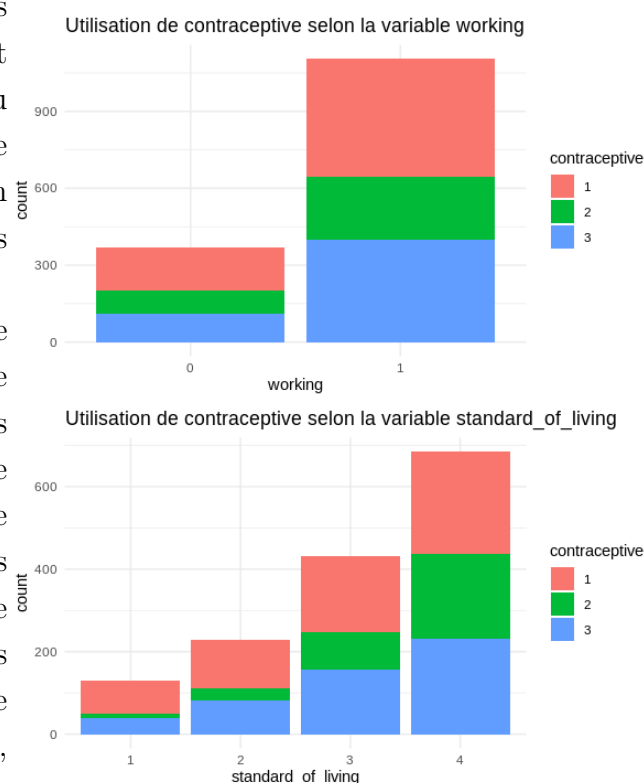 Utilisation de contraceptive selon la variable working
900
600
300
0
count
0 1
working
contraceptive
1
2
3
Utilisation de contraceptive selon la variable standard_of_living
600
400
200
0
count
1 2 3 4
standard_of_living
contraceptive
1
2
3